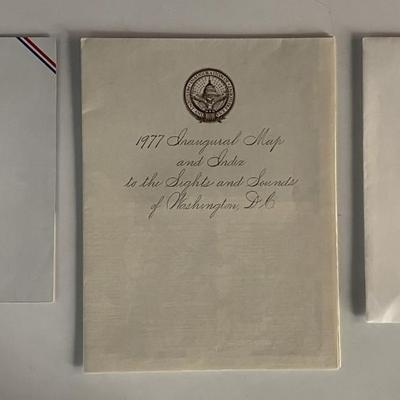 1977 Inaugural Map
and Index
to the Sights and Sounds
of Washington, D.C.